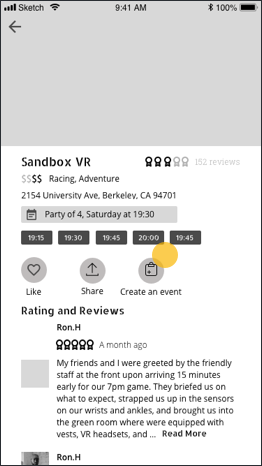 Sketch 9:41 AM 100%
Sandbox VR 152 reviews
$$$$ Racing, Adventure
2154 University Ave, Berkeley, CA 94701
Party of 4, Saturday at 19:30
19:15 19:30 19:45 20:00 19:45
Like Share Create an event
Rating and Reviews
Ron.H
A month ago
My friends and I were greeted by the friendly
staff at the front upon arriving 15 minutes
early for our 7pm game. They briefed us on
what to expect, strapped us up in the sensors
on our wrists and ankles, and brought us into
the green room where were equipped with
vests, VR headsets, and ... Read More
Ron.H